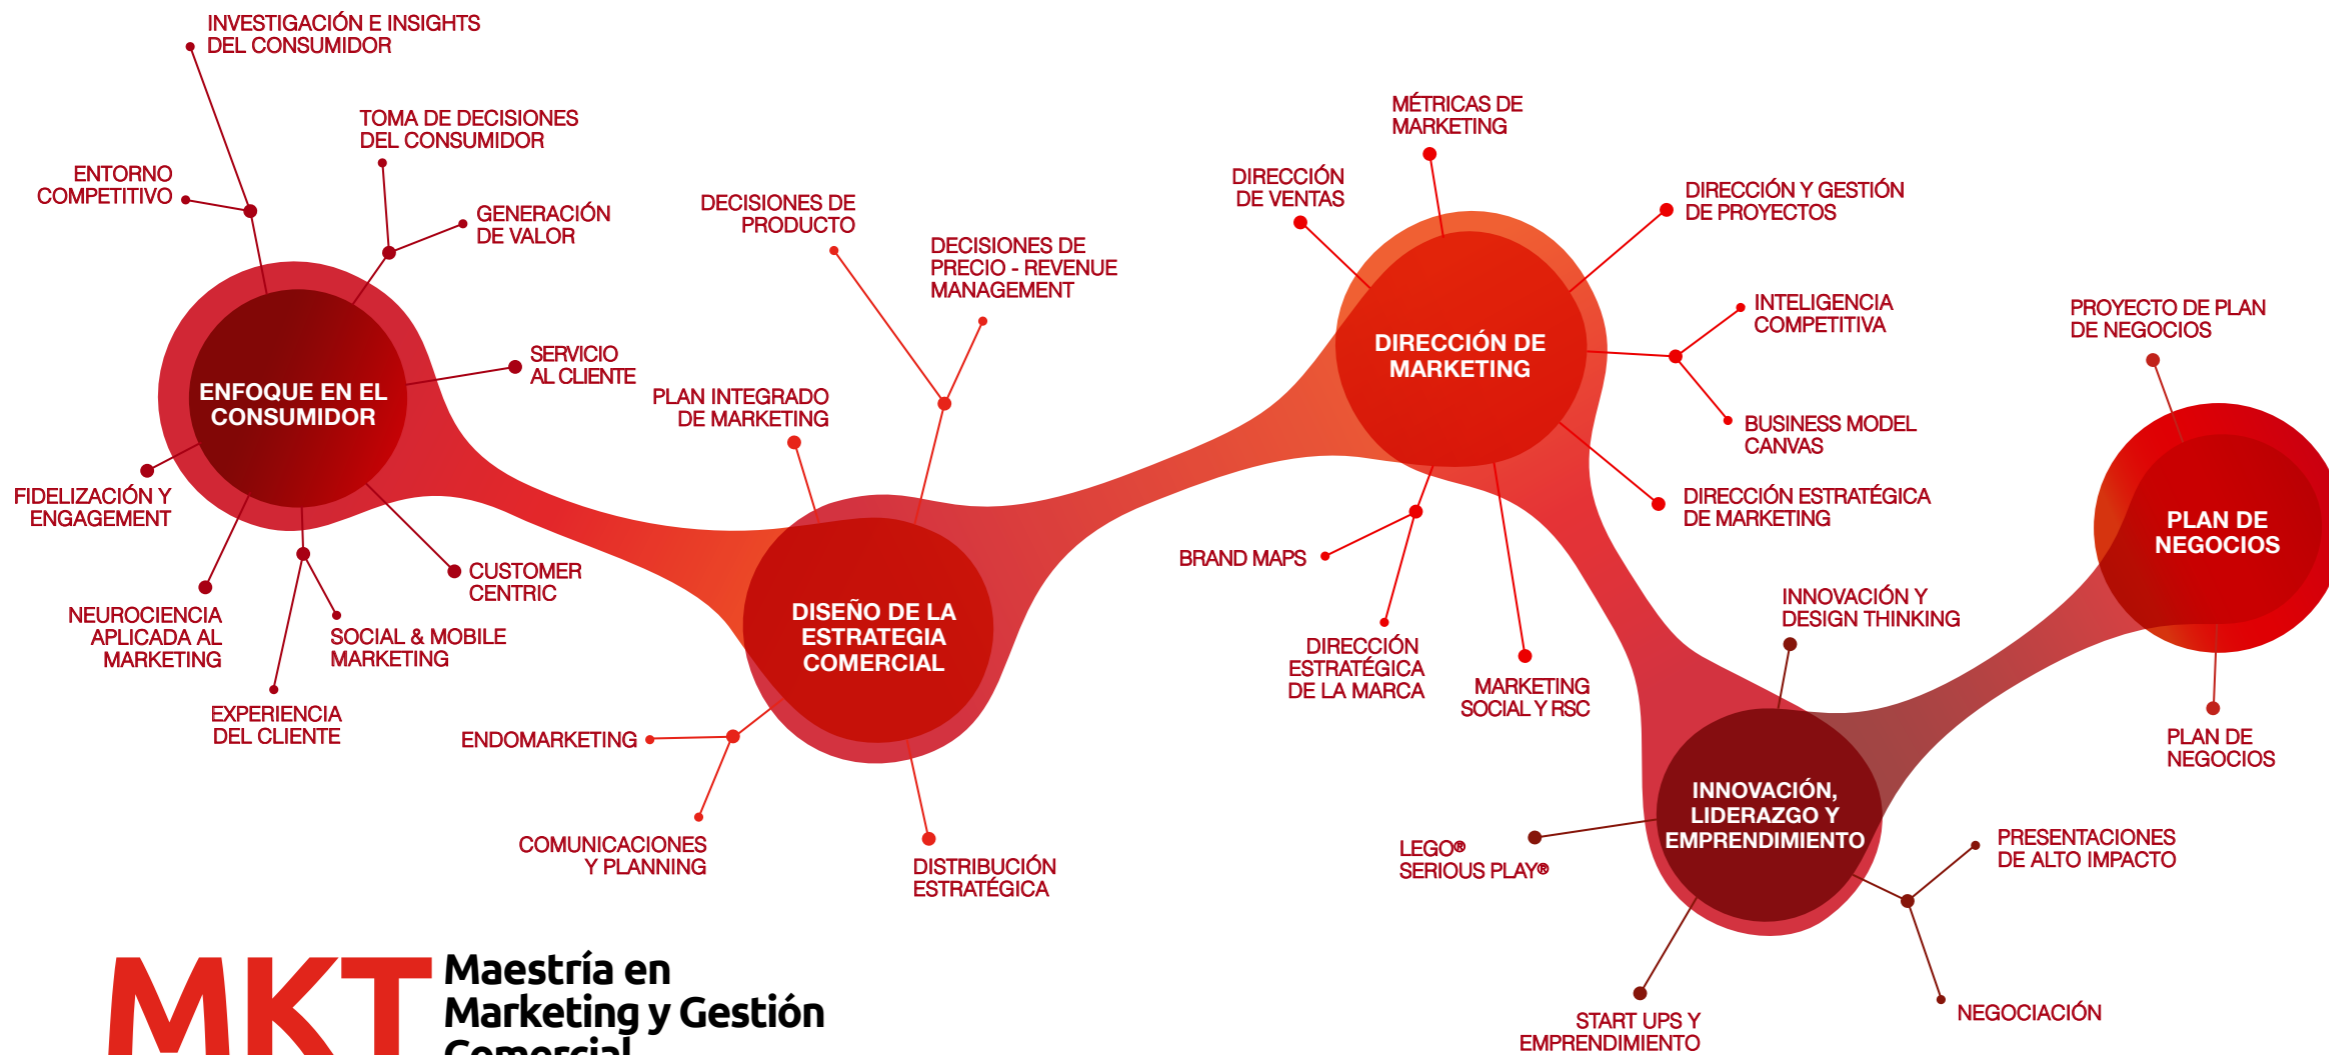 INVESTIGACIÓN E INSIGHTS
DEL CONSUMIDOR
TOMA DE DECISIONES
DEL CONSUMIDOR
ENTORNO
COMPETITIVO
GENERACIÓN
DE VALOR
SERVICIO
AL CLIENTE
ENFOQUE EN EL
CONSUMIDOR
FIDELIZACIÓN Y
ENGAGEMENT
NEUROCIENCIA
APLICADA AL
MARKETING
CUSTOMER
CENTRIC
SOCIAL & MOBILE
MARKETING
EXPERIENCIA
DEL CLIENTE
DECISIONES DE
PRODUCTO
DECISIONES DE
PRECIO - REVENUE
MANAGEMENT
PLAN INTEGRADO
DE MARKETING
DISEÑO DE LA
ESTRATEGIA
COMERCIAL
ENDOMARKETING
COMUNICACIONES
Y PLANNING
DISTRIBUCIÓN
ESTRATÉGICA
MÉTRICAS DE
MARKETING
DIRECCIÓN
DE VENTAS
DIRECCIÓN Y GESTIÓN
DE PROYECTOS
INTELIGENCIA
COMPETITIVA
DIRECCIÓN DE
MARKETING
BUSINESS MODEL
CANVAS
DIRECCIÓN ESTRATÉGICA
DE MARKETING
BRAND MAPS
DIRECCIÓN
ESTRATÉGICA
DE LA MARCA
MARKETING
SOCIAL Y RSC
INNOVACIÓN Y
DESIGN THINKING
INNOVACIÓN,
LIDERAZGO Y
EMPRENDIMIENTO
LEGO®
SERIOUS PLAY®
PRESENTACIONES
DE ALTO IMPACTO
START UPS Y
EMPRENDIMIENTO
NEGOCIACIÓN
PROYECTO DE PLAN
DE NEGOCIOS
PLAN DE
NEGOCIOS
PLAN DE
NEGOCIOS
MKT
Maestría en
Marketing y Gestión
Comercial